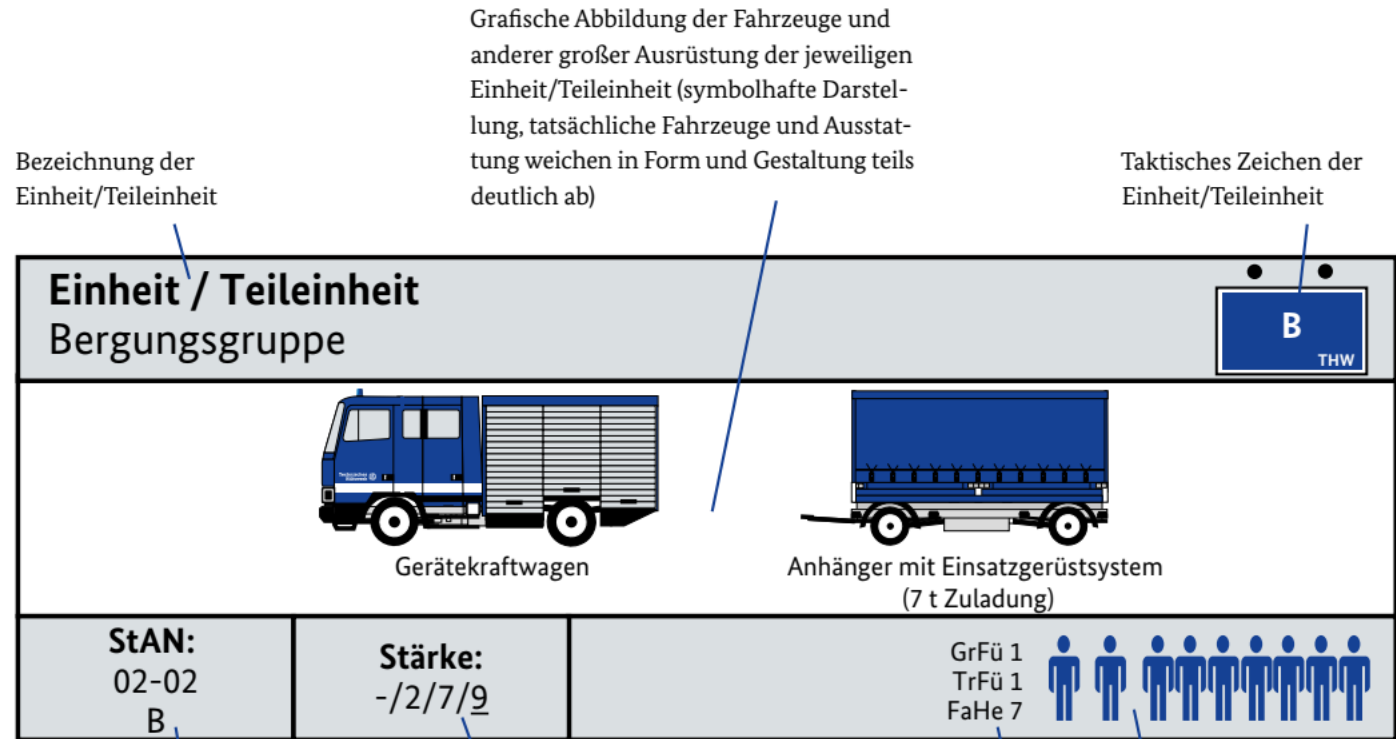 Grafische Abbildung der Fahrzeuge und
anderer großer Ausrüstung der jeweiligen
Einheit/Teileinheit (symbolhafte Darstel-
lung, tatsächliche Fahrzeuge und Ausstat-
tung weichen in Form und Gestaltung teils
deutlich ab)
Bezeichnung der
Einheit/Teileinheit
Taktisches Zeichen der
Einheit/Teileinheit
Einheit / Teileinheit
Bergungsgruppe
B
THW
Technisches
Hilfswerk
Gerätekraftwagen
Anhänger mit Einsatzgerüstsystem
(7 t Zuladung)
StAN:
02-02
B
Stärke:
-/2/7/9
GrFü 1
TrFü 1
FaHe 7